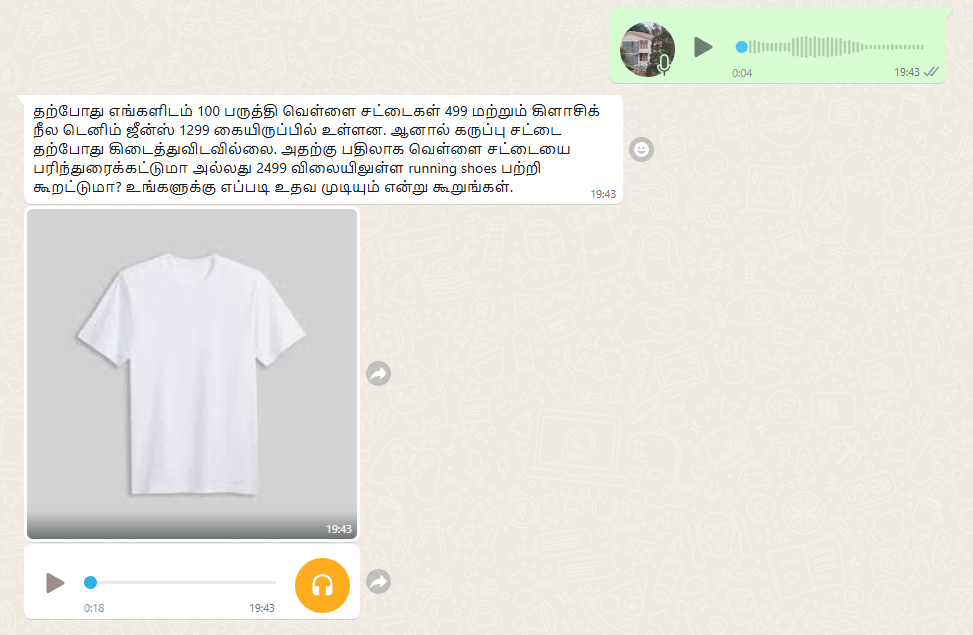 0:04
19:43
தற்போது எங்களிடம் 100 பருத்தி வெள்ளை சட்டைகள் 499 மற்றும் கிளாசிக்
நீல டெனிம் ஜீன்ஸ் 1299 கையிருப்பில் உள்ளன. ஆனால் கருப்பு சட்டை
தற்போது கிடைத்துவிடவில்லை. அதற்கு பதிலாக வெள்ளை சட்டையை
பரிந்துரைக்கட்டுமா அல்லது 2499 விலையிலுள்ள running shoes பற்றி
கூறட்டுமா? உங்களுக்கு எப்படி உதவ முடியும் என்று கூறுங்கள்.
19:43
19:43
0:18
19:43